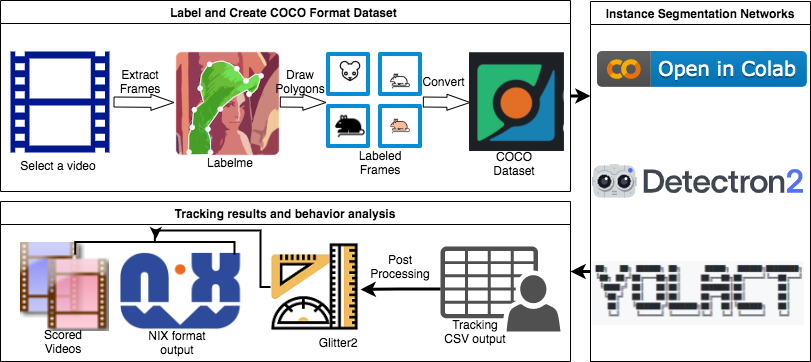 Label and Create COCO Format Dataset
Extract
Frames
Draw
Polygons
Convert
Select a video
Labelme
Labeled
Frames
COCO
Dataset
Instance Segmentation Networks
Open in Colab
Detectron2
YOLACT
Tracking results and behavior analysis
Post
Processing
Scored
Videos
NIX
NIX format
output
Glitter2
Tracking
CSV output